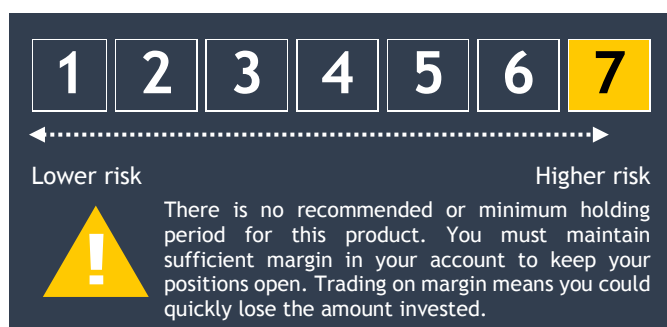 1 2 3 4 5 6 7
Lower risk Higher risk
!
There is no recommended or minimum holding
period for this product. You must maintain
sufficient margin in your account to keep your
positions open. Trading on margin means you could
quickly lose the amount invested.